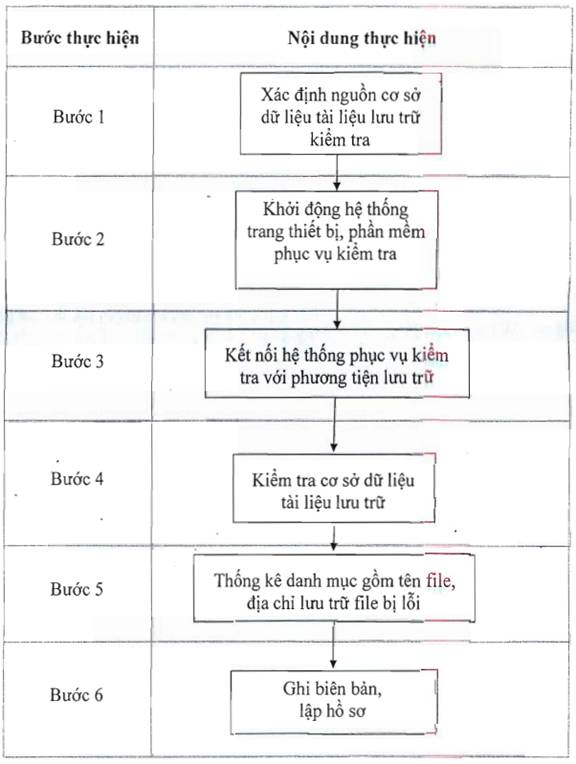 Bước thực hiện
Nội dung thực hiện
Bước 1
Xác định nguồn cơ sở
dữ liệu tài liệu lưu trữ
kiểm tra
Bước 2
Khởi động hệ thống
trang thiết bị, phần mềm
phục vụ kiểm tra
Bước 3
Kết nối hệ thống phục vụ kiểm
tra với phương tiện lưu trữ
Bước 4
Kiểm tra cơ sở dữ liệu
tài liệu lưu trữ
Bước 5
Thống kê danh mục gồm tên file,
địa chỉ lưu trữ file bị lỗi
Bước 6
Ghi biên bản,
lập hồ sơ